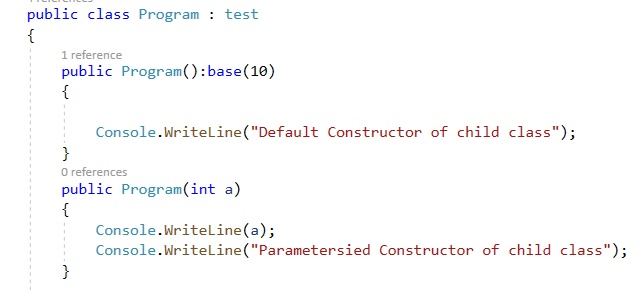 public class Program : test
{
1 reference
public Program():base(10)
{
Console.WriteLine("Default Constructor of child class");
}
0 references
public Program(int a)
{
Console.WriteLine(a);
Console.WriteLine("Parametersied Constructor of child class");
}